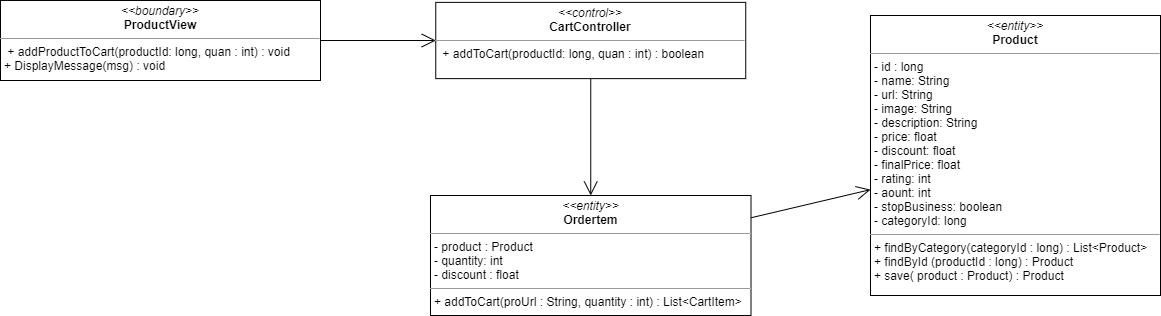 <<boundary>>
ProductView
+ addProductToCart(productId: long, quan : int) : void
+ DisplayMessage(msg) : void
<<control>>
CartController
+ addToCart(productId: long, quan : int) : boolean
<<entity>>
Product
- id : long
- name: String
- url: String
- image: String
- description: String
- price: float
- discount: float
- finalPrice: float
- rating: int
- aount: int
- stopBusiness: boolean
- categoryId: long
+ findByCategory(categoryId : long) : List<Product>
+ findById (productId : long) : Product
+ save( product : Product) : Product
<<entity>>
Ordertem
- product : Product
- quantity: int
- discount : float
+ addToCart(proUrl : String, quantity : int) : List<CartItem>